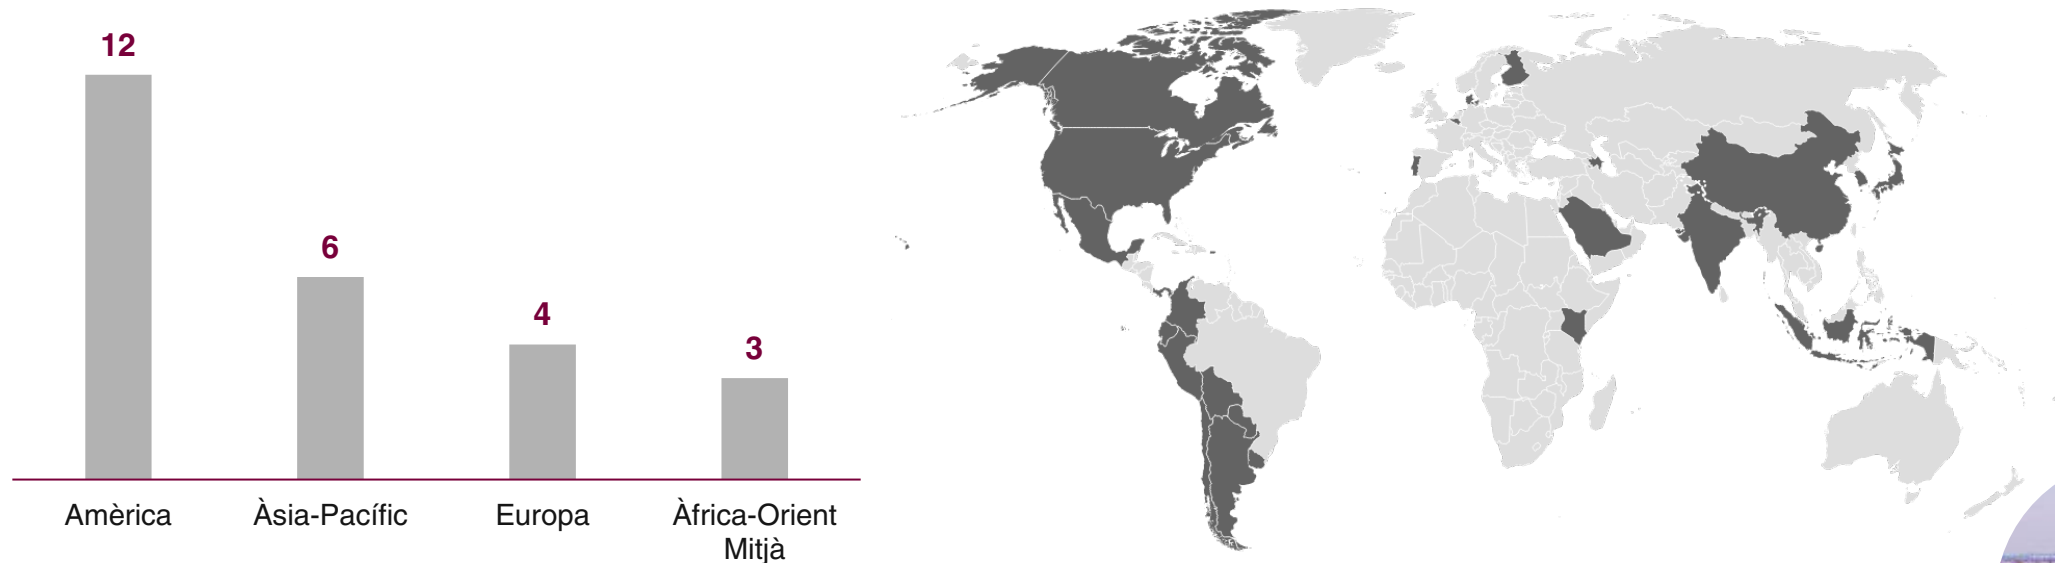 12
6
4
3
Amèrica
Àsia-Pacífic
Europa
Àfrica-Orient
Mitjà